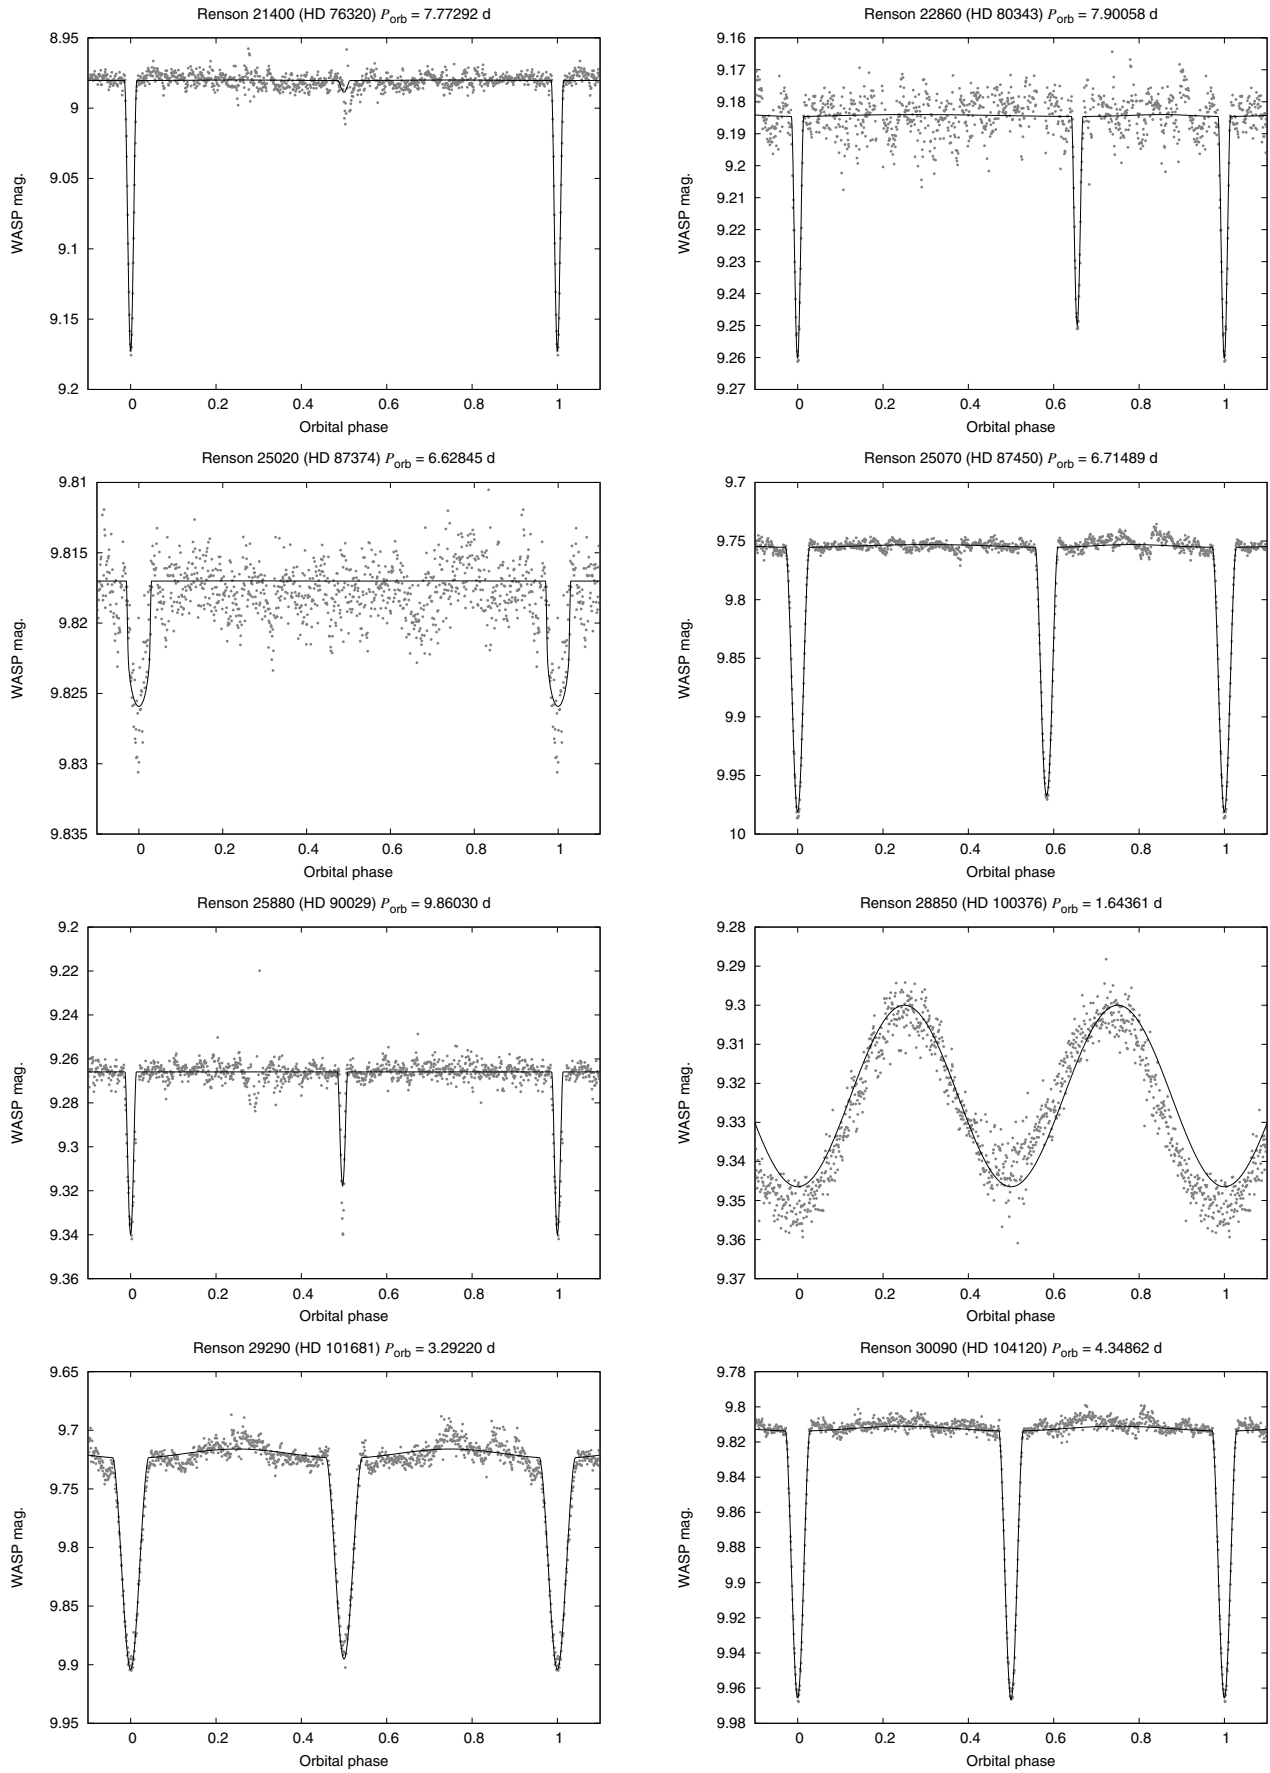 Renson 21400 (HD 76320) P_orb = 7.77292 d
8.95
9
9.05
9.1
9.15
9.2
WASP mag.
0 0.2 0.4 0.6 0.8 1
Orbital phase
Renson 22860 (HD 80343) P_orb = 7.90058 d
9.16
9.17
9.18
9.19
9.2
9.21
9.22
9.23
9.24
9.25
9.26
9.27
WASP mag.
0 0.2 0.4 0.6 0.8 1
Orbital phase
Renson 25020 (HD 87374) P_orb = 6.62845 d
9.81
9.815
9.82
9.825
9.83
9.835
WASP mag.
0 0.2 0.4 0.6 0.8 1
Orbital phase
Renson 25070 (HD 87450) P_orb = 6.71489 d
9.7
9.75
9.8
9.85
9.9
9.95
10
WASP mag.
0 0.2 0.4 0.6 0.8 1
Orbital phase
Renson 25880 (HD 90029) P_orb = 9.86030 d
9.2
9.22
9.24
9.26
9.28
9.3
9.32
9.34
9.36
WASP mag.
0 0.2 0.4 0.6 0.8 1
Orbital phase
Renson 28850 (HD 100376) P_orb = 1.64361 d
9.28
9.29
9.3
9.31
9.32
9.33
9.34
9.35
9.36
9.37
WASP mag.
0 0.2 0.4 0.6 0.8 1
Orbital phase
Renson 29290 (HD 101681) P_orb = 3.29220 d
9.65
9.7
9.75
9.8
9.85
9.9
9.95
WASP mag.
0 0.2 0.4 0.6 0.8 1
Orbital phase
Renson 30090 (HD 104120) P_orb = 4.34862 d
9.78
9.8
9.82
9.84
9.86
9.88
9.9
9.92
9.94
9.96
9.98
WASP mag.
0 0.2 0.4 0.6 0.8 1
Orbital phase